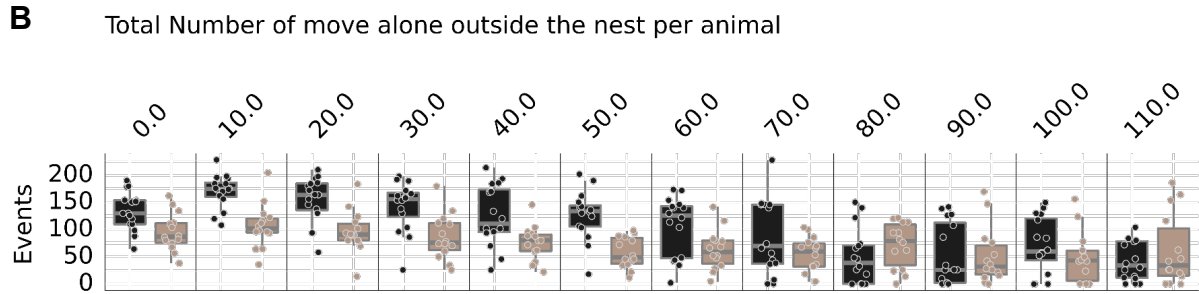 B
Total Number of move alone outside the nest per animal
0.0 10.0 20.0 30.0 40.0 50.0 60.0 70.0 80.0 90.0 100.0 110.0
Events
200
150
100
50
0